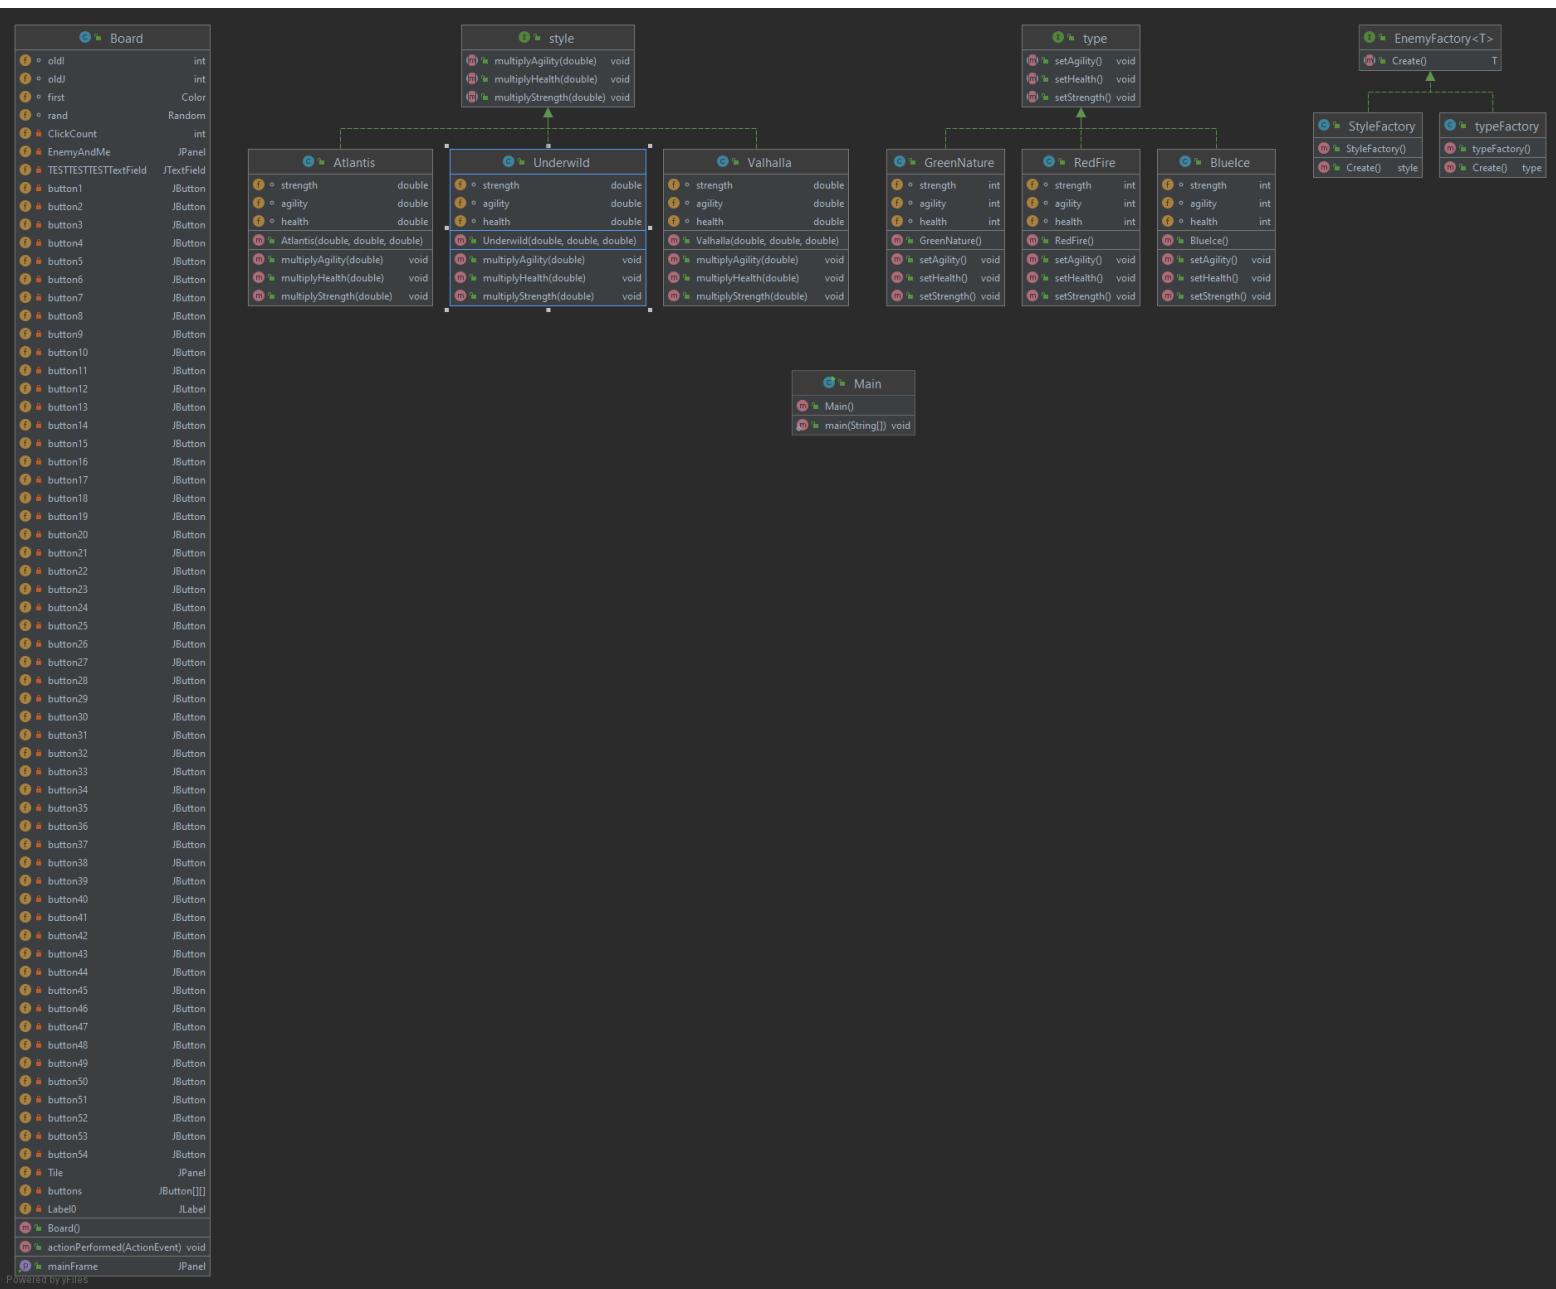 Board
oldI int
oldJ int
first Color
rand Random
ClickCount int
EnemyAndMe JPanel
TESTTESTTESTTextField JTextField
button1 JButton
button2 JButton
button3 JButton
button4 JButton
button5 JButton
button6 JButton
button7 JButton
button8 JButton
button9 JButton
button10 JButton
button11 JButton
button12 JButton
button13 JButton
button14 JButton
button15 JButton
button16 JButton
button17 JButton
button18 JButton
button19 JButton
button20 JButton
button21 JButton
button22 JButton
button23 JButton
button24 JButton
button25 JButton
button26 JButton
button27 JButton
button28 JButton
button29 JButton
button30 JButton
button31 JButton
button32 JButton
button33 JButton
button34 JButton
button35 JButton
button36 JButton
button37 JButton
button38 JButton
button39 JButton
button40 JButton
button41 JButton
button42 JButton
button43 JButton
button44 JButton
button45 JButton
button46 JButton
button47 JButton
button48 JButton
button49 JButton
button50 JButton
button51 JButton
button52 JButton
button53 JButton
button54 JButton
Tile JPanel
buttons JButton[][]
Label0 JLabel
Board()
actionPerformed(ActionEvent) void
mainFrame JPanel
style
multiplyAgility(double) void
multiplyHealth(double) void
multiplyStrength(double) void
Atlantis
strength double
agility double
health double
Atlantis(double, double, double)
multiplyAgility(double) void
multiplyHealth(double) void
multiplyStrength(double) void
Underwild
strength double
agility double
health double
Underwild(double, double, double)
multiplyAgility(double) void
multiplyHealth(double) void
multiplyStrength(double) void
Valhalla
strength double
agility double
health double
Valhalla(double, double, double)
multiplyAgility(double) void
multiplyHealth(double) void
multiplyStrength(double) void
type
setAgility() void
setHealth() void
setStrength() void
GreenNature
strength int
agility int
health int
GreenNature()
setAgility() void
setHealth() void
setStrength() void
RedFire
strength int
agility int
health int
RedFire()
setAgility() void
setHealth() void
setStrength() void
BlueIce
strength int
agility int
health int
BlueIce()
setAgility() void
setHealth() void
setStrength() void
EnemyFactory<T>
Create() T
StyleFactory
StyleFactory()
Create() style
typeFactory
typeFactory()
Create() type
Main
Main()
main(String[]) void
Powered by yFiles